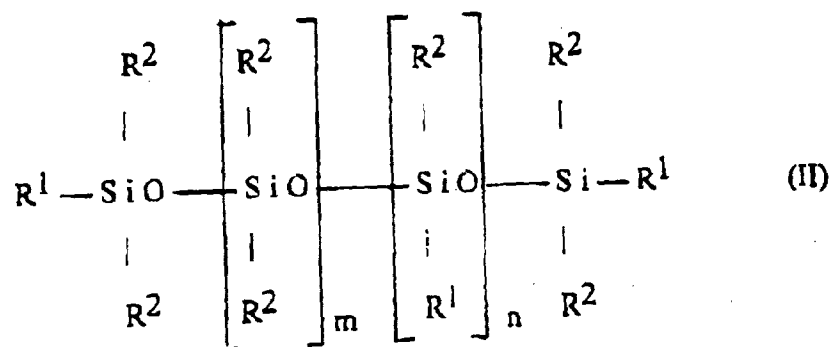 R2 R2 R2 R2
R1 — SiO — SiO — SiO — Si — R1 (II)
R2 R2 m R1 n R2